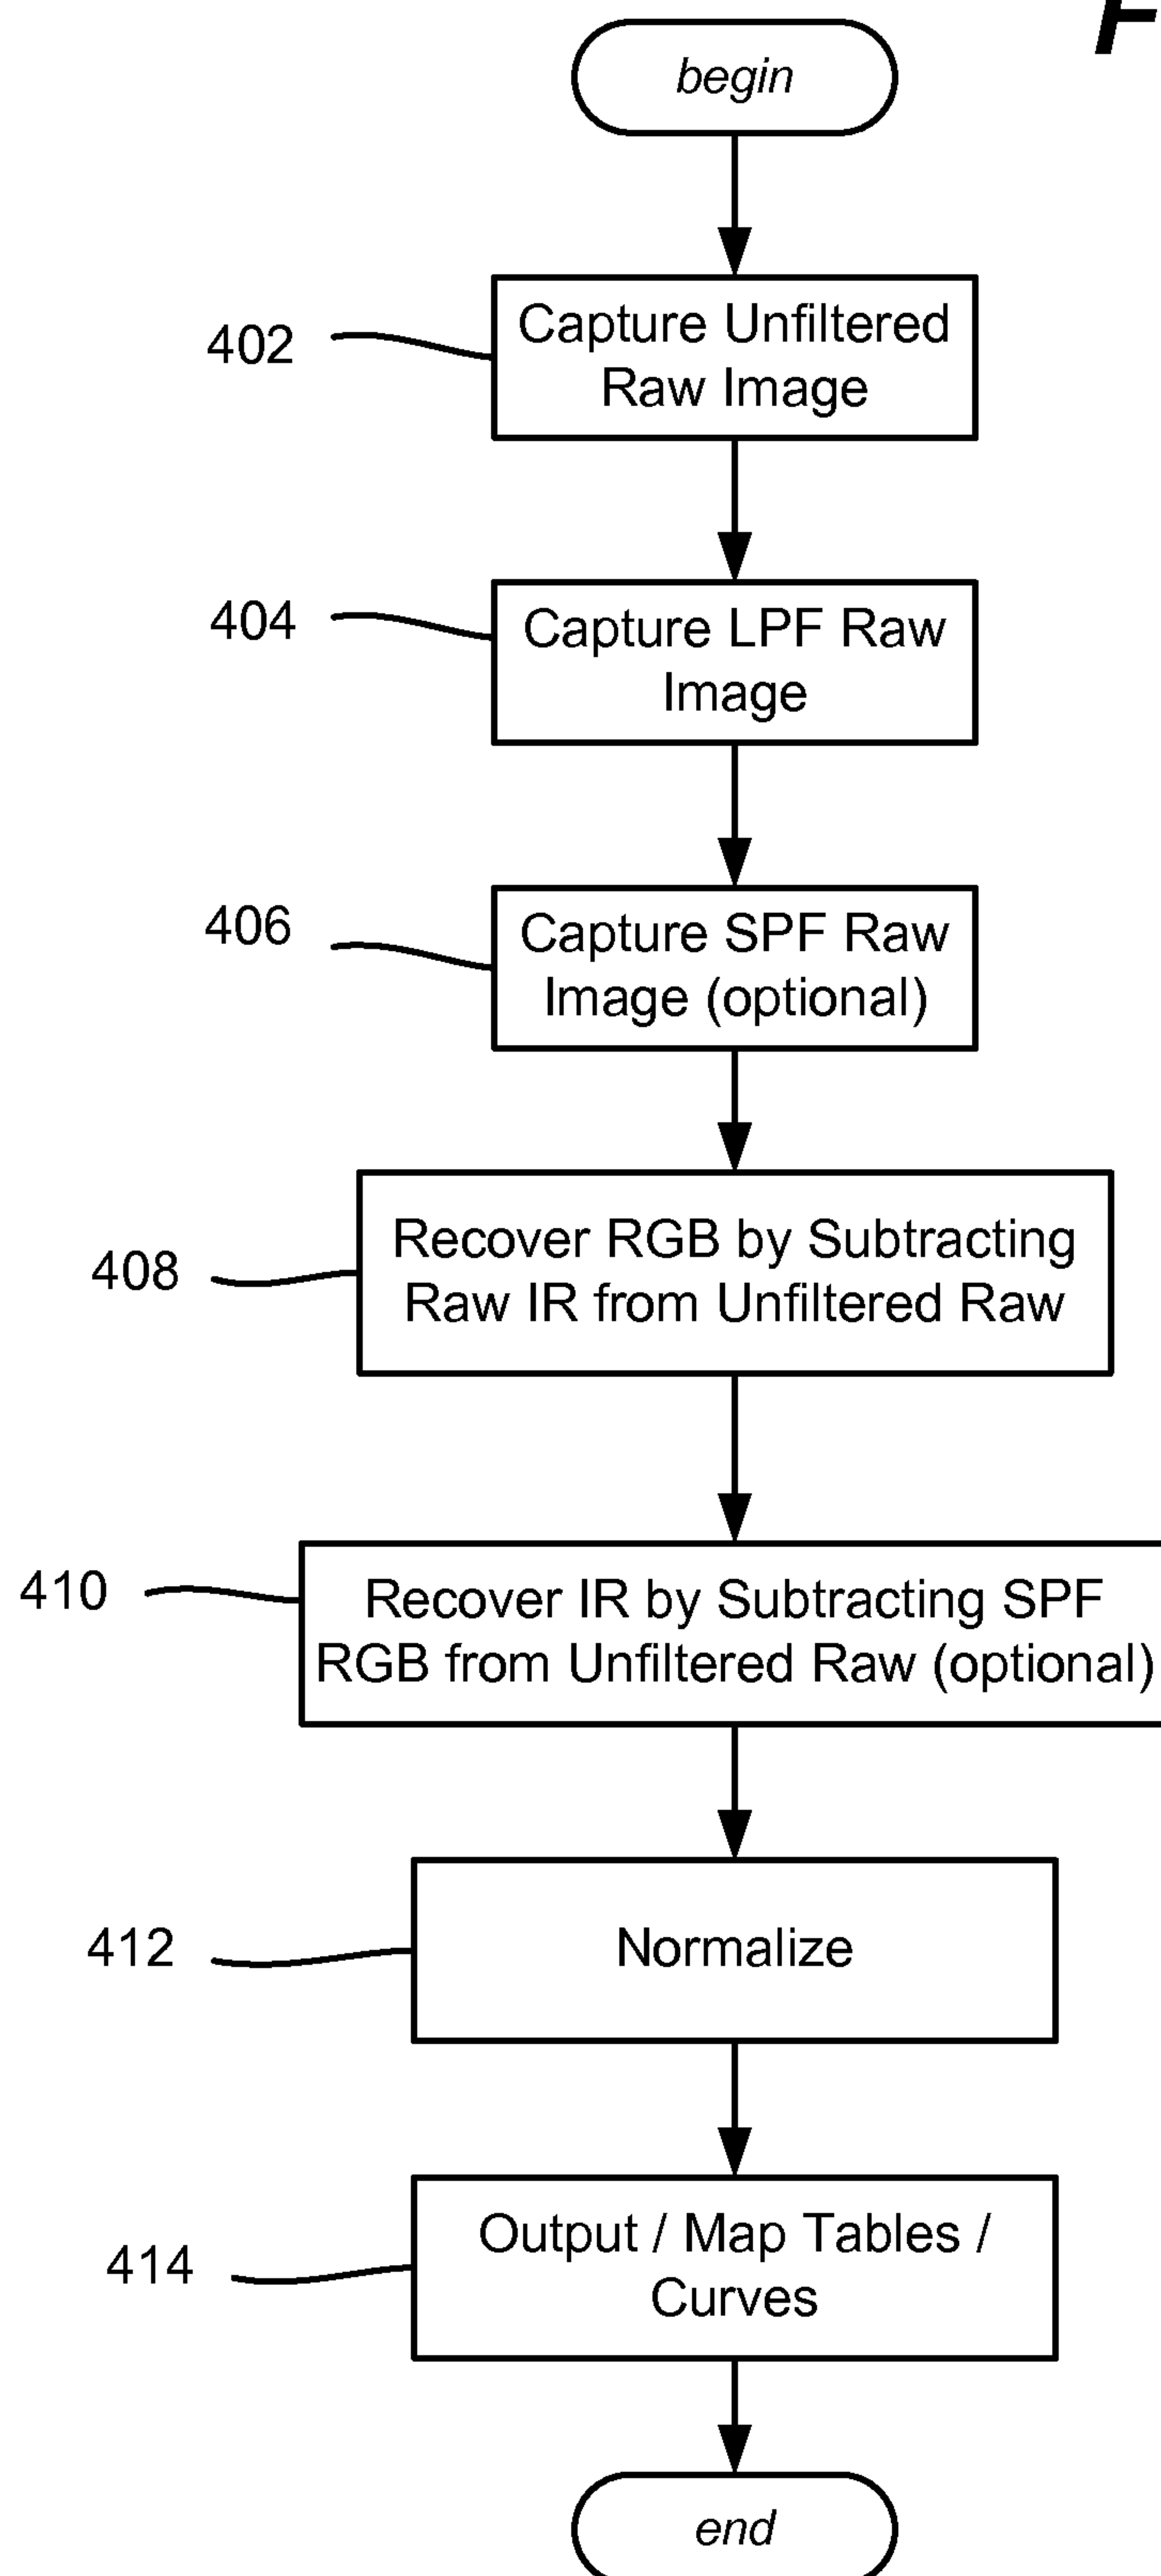 F
begin
402
Capture Unfiltered
Raw Image
404
Capture LPF Raw
Image
406
Capture SPF Raw
Image (optional)
408
Recover RGB by Subtracting
Raw IR from Unfiltered Raw
410
Recover IR by Subtracting SPF
RGB from Unfiltered Raw (optional)
412
Normalize
414
Output / Map Tables /
Curves
end